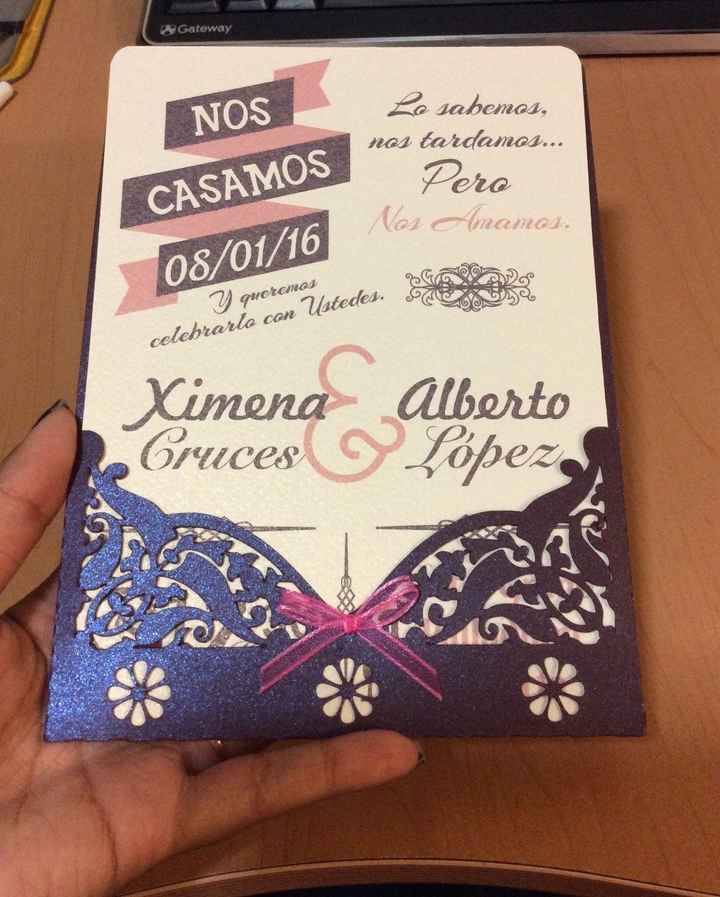 Gateway
NOS
CASAMOS
08/01/16
Y queremos
celebrarlo con Ustedes.
Lo sabemos,
nos tardamos...
Pero
Nos Amamos.
Ximena & Alberto
Cruces López